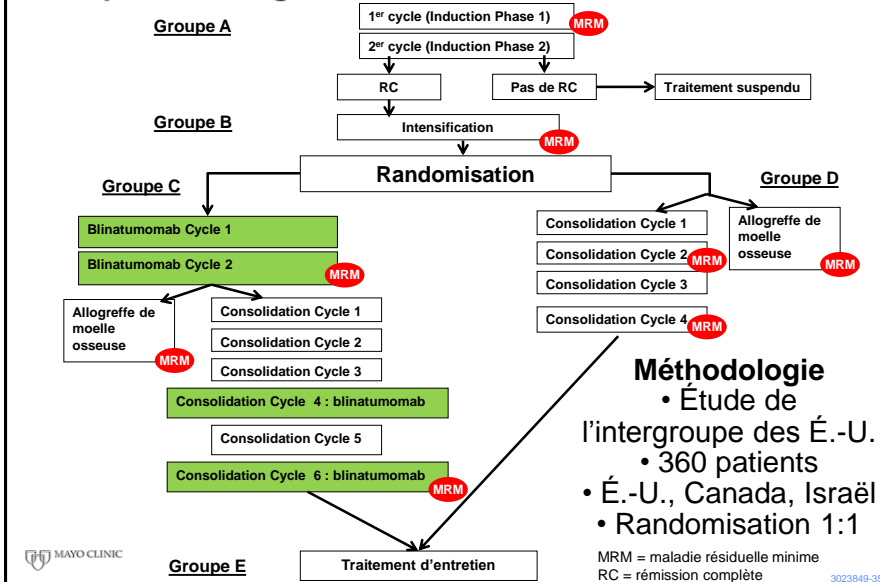 Groupe A
1er cycle (Induction Phase 1)
MRM
2er cycle (Induction Phase 2)
RC
Pas de RC
Traitement suspendu
Groupe B
Intensification
MRM
Randomisation
Groupe C
Groupe D
Blinatumomab Cycle 1
Blinatumomab Cycle 2
MRM
Allogreffe de
moelle
osseuse
MRM
Consolidation Cycle 1
Consolidation Cycle 2
Consolidation Cycle 3
Consolidation Cycle 4 : blinatumomab
Consolidation Cycle 5
Consolidation Cycle 6 : blinatumomab
MRM
Consolidation Cycle 1
Consolidation Cycle 2
MRM
Consolidation Cycle 3
Consolidation Cycle 4
MRM
Allogreffe de
moelle
osseuse
MRM
Méthodologie
• Étude de
l'intergroupe des É.-U.
• 360 patients
• É.-U., Canada, Israël
• Randomisation 1:1
MRM = maladie résiduelle minime
RC = rémission complète
MAYO CLINIC
Groupe E
Traitement d'entretien
3023849-35